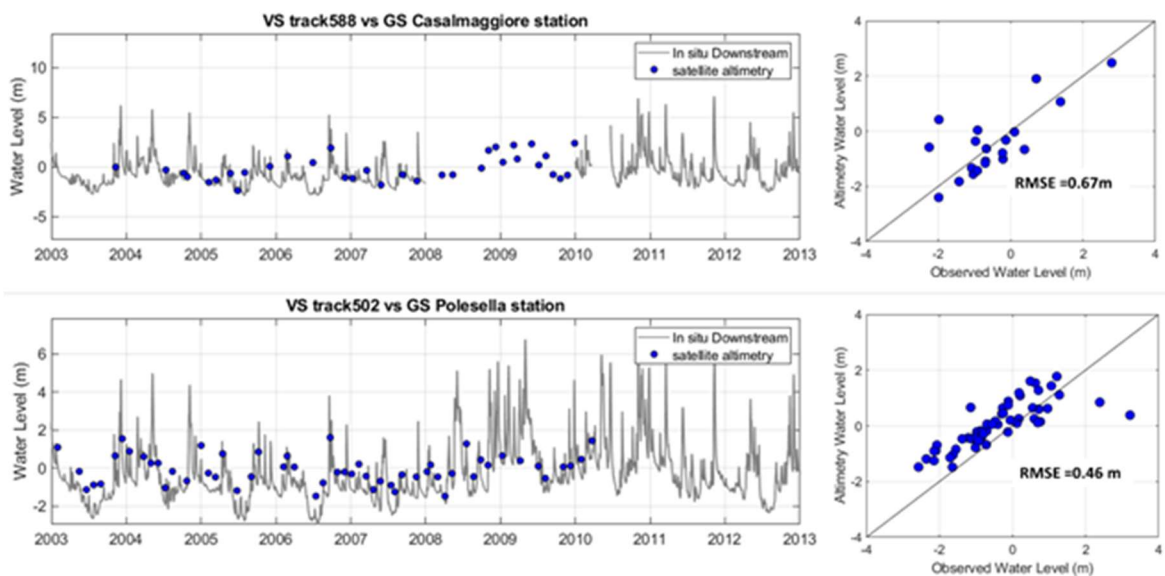 VS track588 vs GS Casalmaggiore station
Water Level (m)
10
5
0
-5
In situ Downstream
satellite altimetry
2003 2004 2005 2006 2007 2008 2009 2010 2011 2012 2013
Altimetry Water Level (m)
4
2
0
-2
-4
RMSE =0.67m
-4 -2 0 2 4
Observed Water Level (m)
VS track502 vs GS Polesella station
Water Level (m)
6
4
2
0
-2
In situ Downstream
satellite altimetry
2003 2004 2005 2006 2007 2008 2009 2010 2011 2012 2013
Altimetry Water Level (m)
4
2
0
-2
-4
RMSE =0.46 m
-4 -2 0 2 4
Observed Water Level (m)